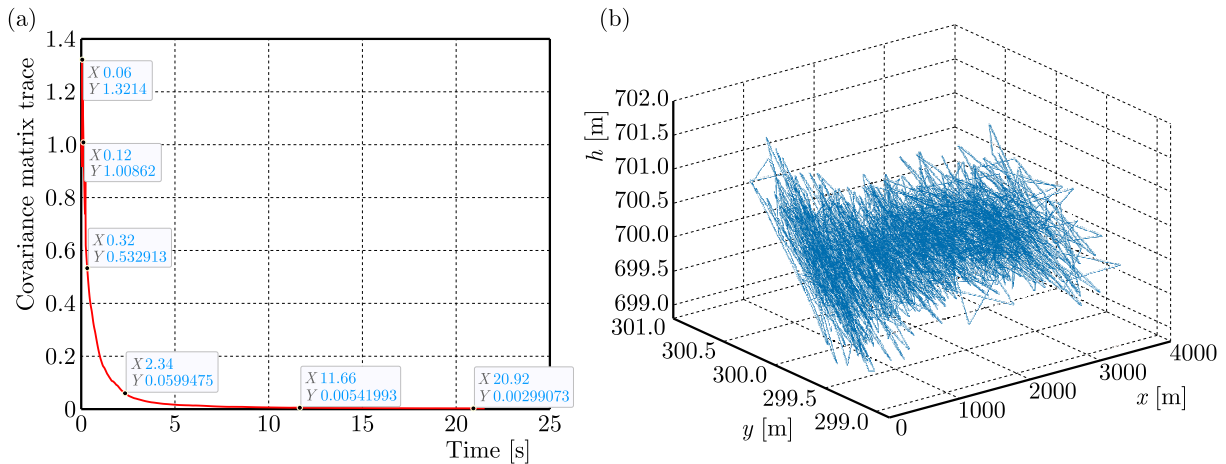 (a)
Covariance matrix trace
1.4
1.2
1.0
0.8
0.6
0.4
0.2
0
X 0.06
Y 1.3214
X 0.12
Y 1.00862
X 0.32
Y 0.532913
X 2.34
Y 0.0599475
X 11.66
Y 0.00541993
X 20.92
Y 0.00299073
0 5 10 15 20 25
Time [s]
(b)
h [m]
702.0
701.5
701.0
700.5
700.0
699.5
699.0
301.0
300.5
300.0
299.5
299.0
y [m]
0
1000
2000
3000
4000
x [m]